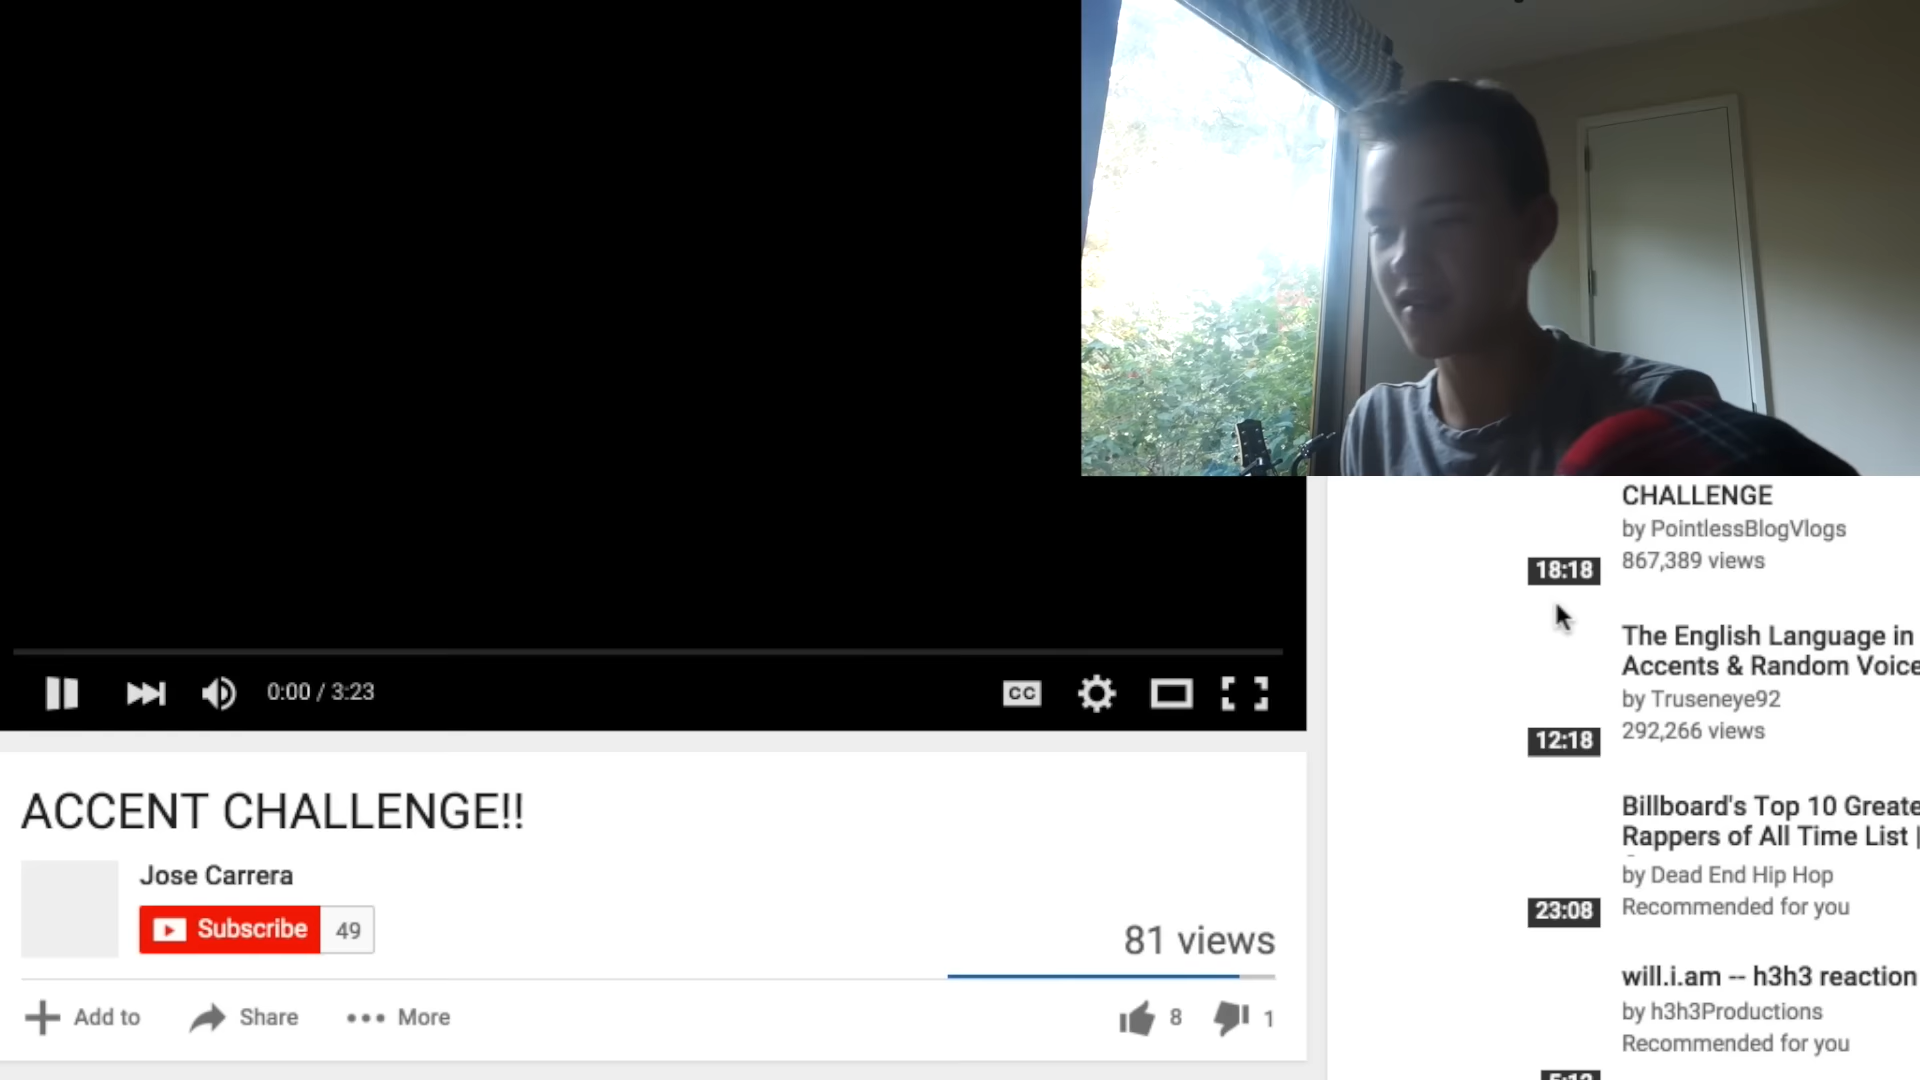 CHALLENGE
by PointlessBlogVlogs
867,389 views
18:18
The English Language in
Accents & Random Voice
by Truseneye92
292,266 views
12:18
Billboard's Top 10 Greate
Rappers of All Time List |
by Dead End Hip Hop
Recommended for you
23:08
will.i.am -- h3h3 reaction
by h3h3Productions
Recommended for you
0:00 / 3:23
CC
ACCENT CHALLENGE!!
Jose Carrera
Subscribe 49
81 views
Add to Share More
8 1